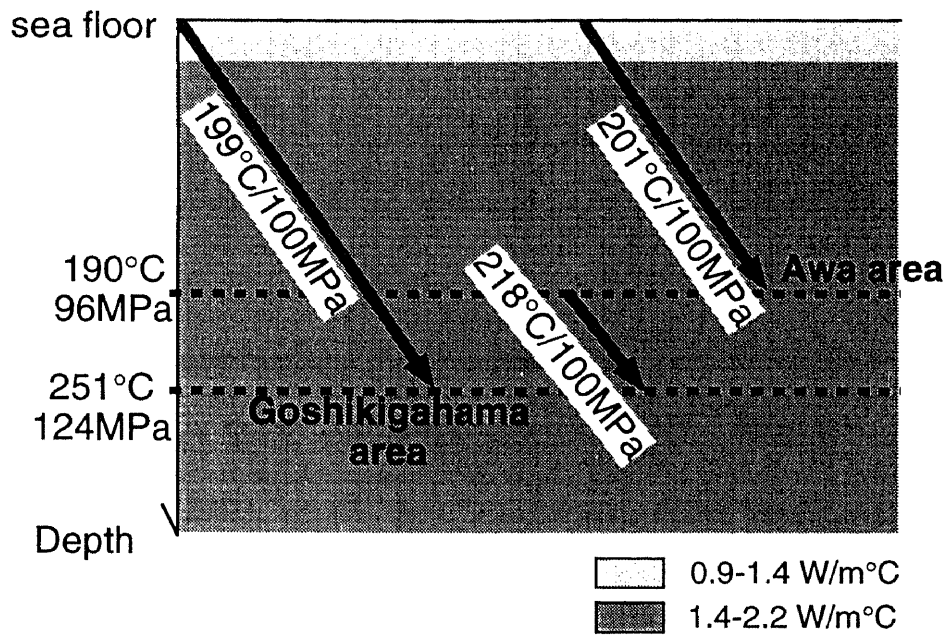 sea floor
199°C/100MPa
201°C/100MPa
190°C
96MPa
Awa area
218°C/100MPa
251°C
124MPa
Goshikigahama
area
Depth
0.9-1.4 W/m°C
1.4-2.2 W/m°C